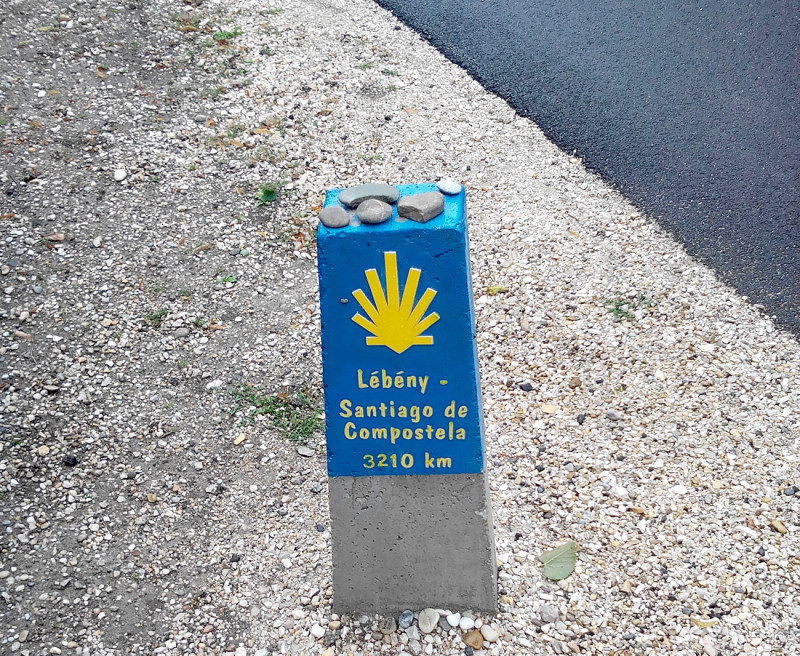 Lébény -
Santiago de
Compostela
3210 km